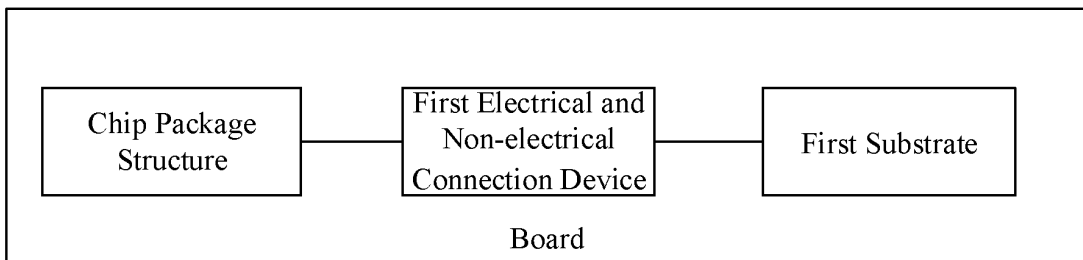 Chip Package
Structure
First Electrical and
Non-electrical
Connection Device
First Substrate
Board